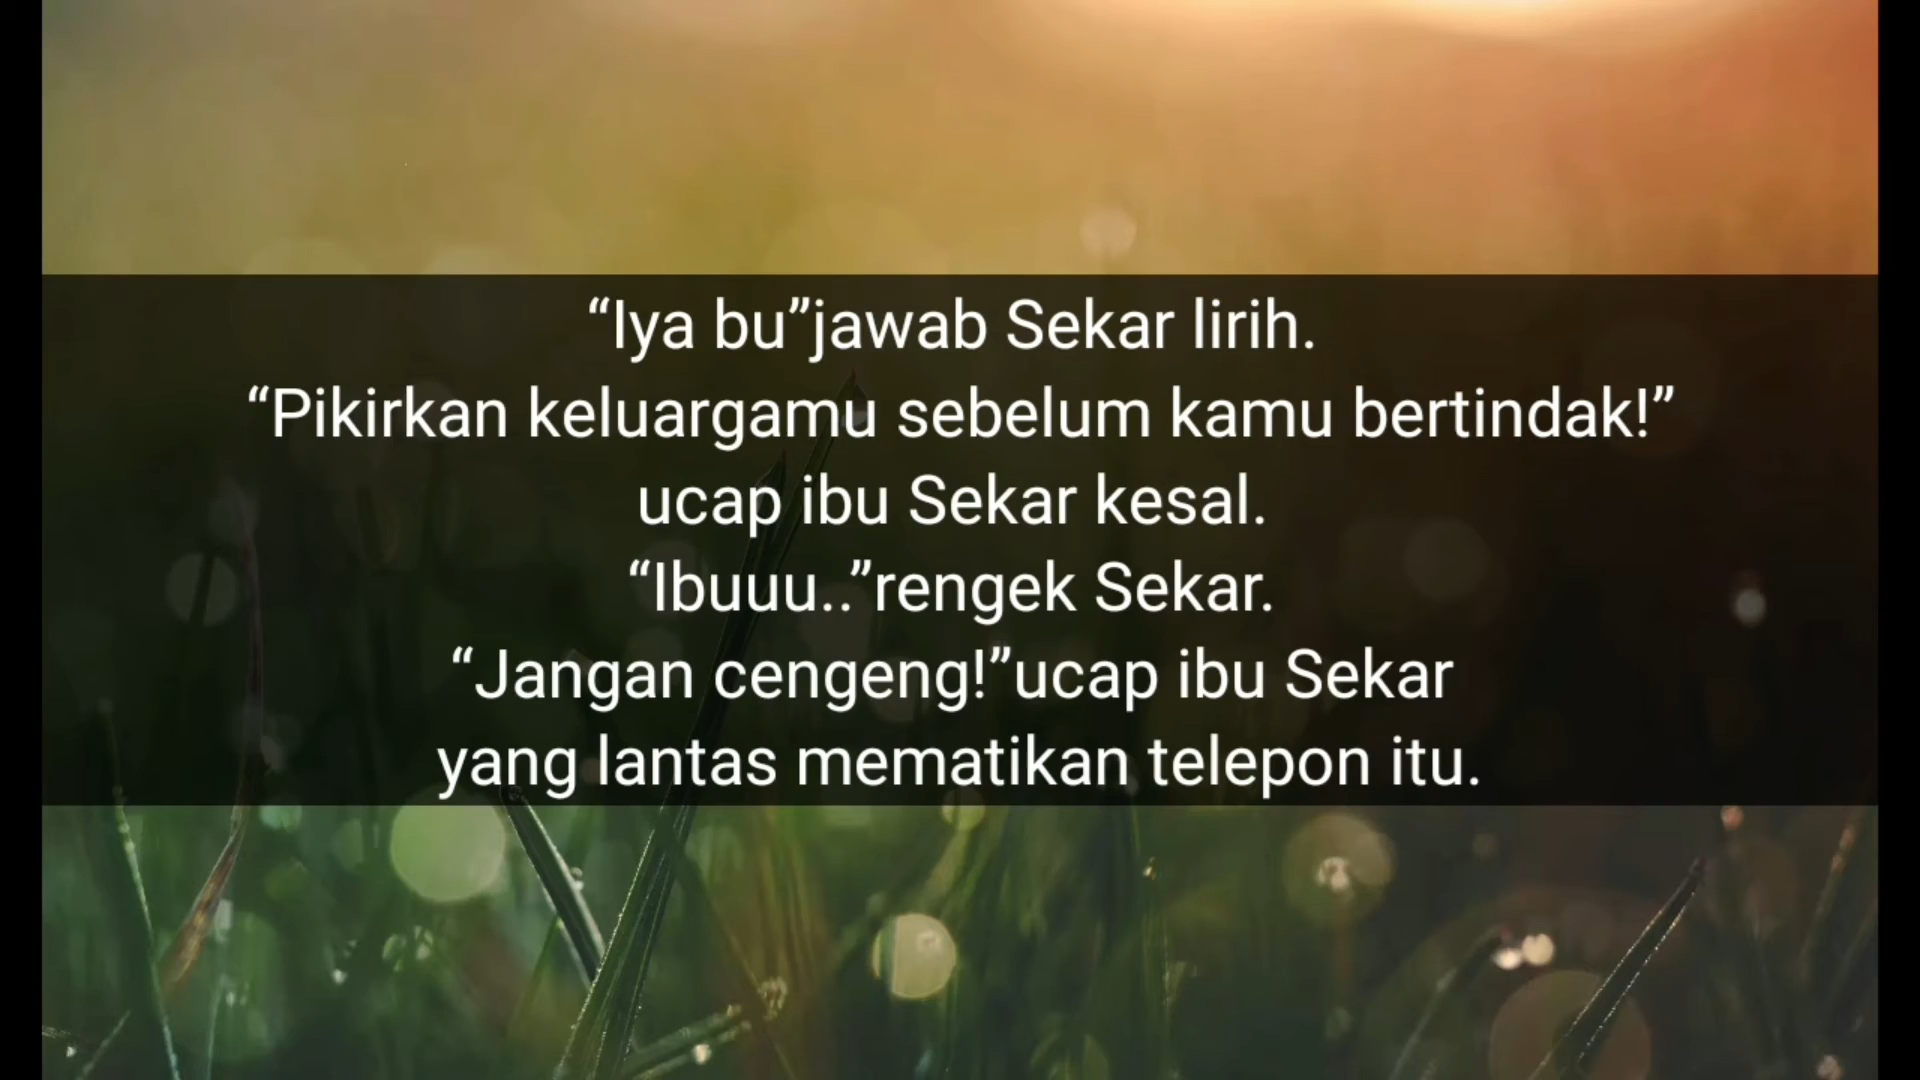 “Iya bu”jawab Sekar lirih.
“Pikirkan keluargamu sebelum kamu bertindak!”
ucap ibu Sekar kesal.
“Ibuuu..”rengek Sekar.
“Jangan cengeng!”ucap ibu Sekar
yang lantas mematikan telepon itu.